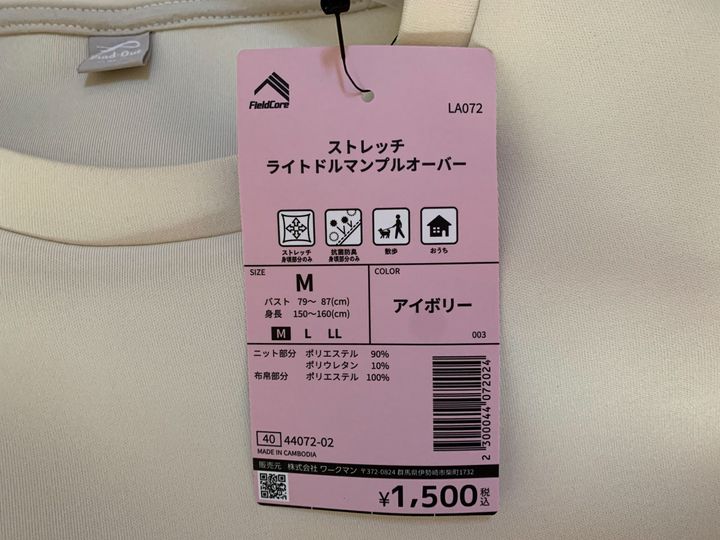 Find-Out
FieldCore
LA072
ストレッチ
ライトドルマンプルオーバー
ストレッチ
身頃部分のみ
抗菌防臭
身頃部分のみ
散歩
おうち
SIZE
M
バスト 79〜 87(cm)
身長 150〜160(cm)
M L LL
COLOR
アイボリー
003
ニット部分 ポリエステル 90%
ポリウレタン 10%
布帛部分 ポリエステル 100%
40 44072-02
MADE IN CAMBODIA
2 300044 072024
販売元 株式会社 ワークマン 〒372-0824 群馬県伊勢崎市柴町1732
¥1,500税込